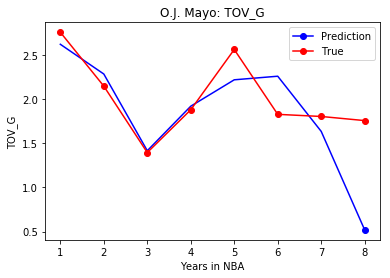 O.J. Mayo: TOV_G
Prediction
True
2.5
2.0
1.5
1.0
0.5
TOV_G
1 2 3 4 5 6 7 8
Years in NBA